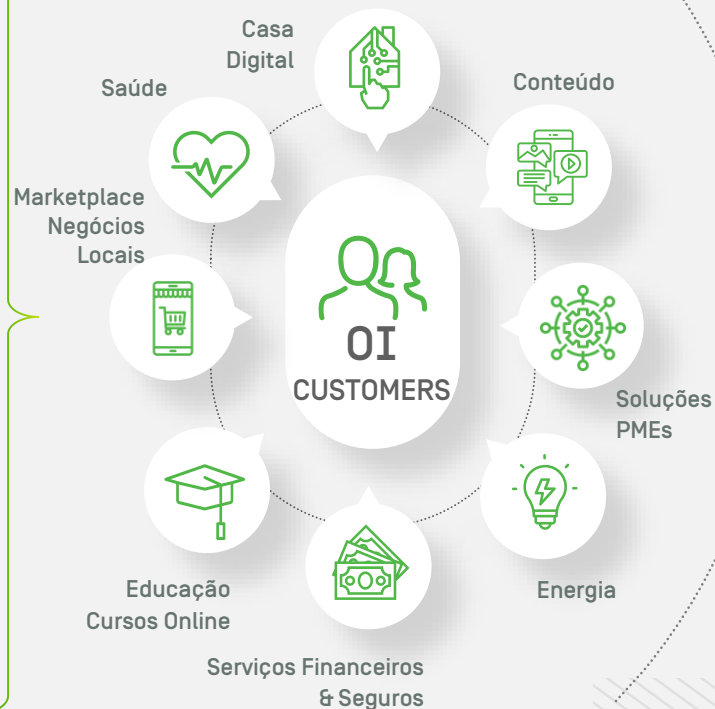 Casa
Digital
Conteúdo
Saúde
Marketplace
Negócios
Locais
OI
CUSTOMERS
Soluções
PMEs
Energia
Educação
Cursos Online
Serviços Financeiros
& Seguros